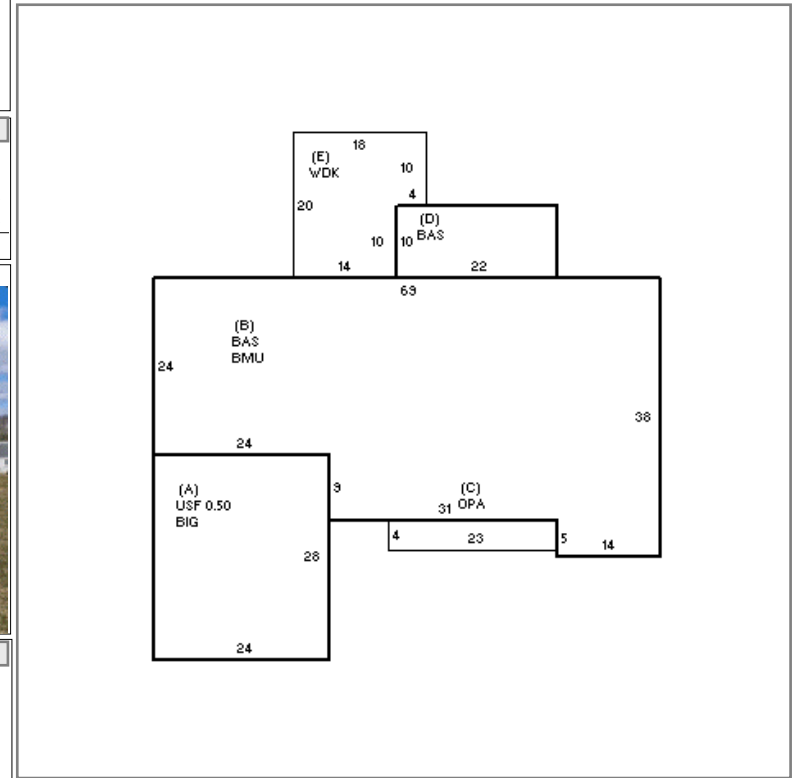 18
(E)
WDK
10
4
20
(D)
10 10 BAS
14 22
69
(B)
BAS
BMU
24
38
24
(A)
USF 0.50
BIG
9
(C)
31 OPA
4 23 5 14
28
24